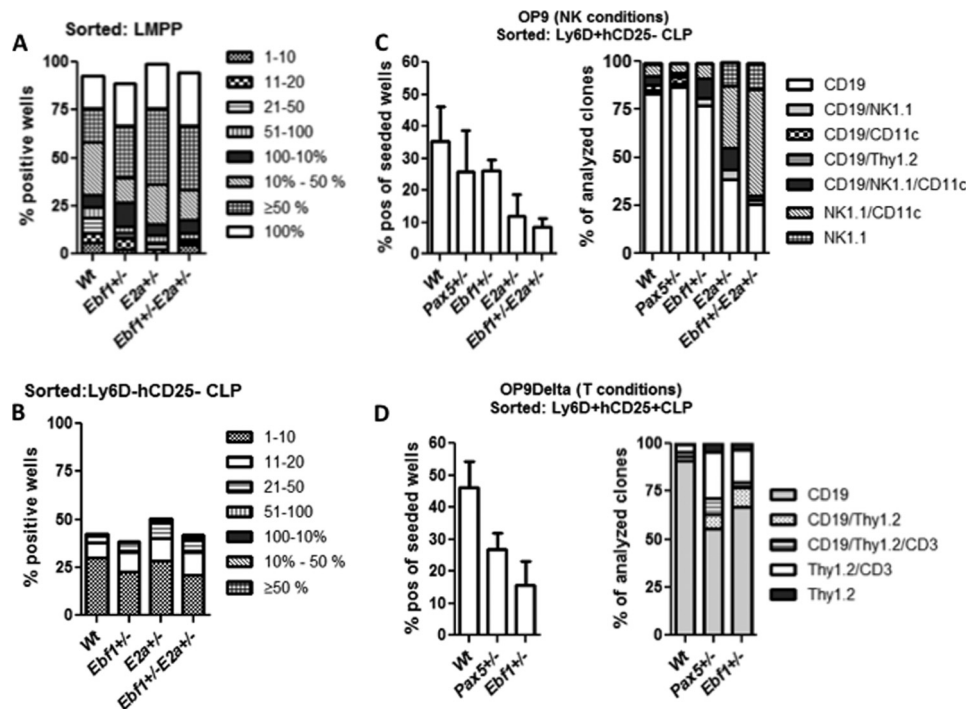 A
Sorted: LMPP
% positive wells
100
75
50
25
0
Wt
Ebf1+/-
E2a+/-
Ebf1+/-E2a+/-
1-10
11-20
21-50
51-100
100-10%
10% - 50 %
≥50 %
100%
B
Sorted:Ly6D-hCD25- CLP
% positive wells
100
75
50
25
0
Wt
Ebf1+/-
E2a+/-
Ebf1+/-E2a+/-
1-10
11-20
21-50
51-100
100-10%
10% - 50 %
≥50 %
C
OP9 (NK conditions)
Sorted: Ly6D+hCD25- CLP
% pos of seeded wells
60
50
40
30
20
10
0
Wt
Pax5+/-
Ebf1+/-
E2a+/-
Ebf1+/-E2a+/-
% of analyzed clones
100
75
50
25
0
Wt
Pax5+/-
Ebf1+/-
E2a+/-
Ebf1+/-E2a+/-
CD19
CD19/NK1.1
CD19/CD11c
CD19/Thy1.2
CD19/NK1.1/CD11c
NK1.1/CD11c
NK1.1
D
OP9Delta (T conditions)
Sorted: Ly6D+hCD25+CLP
% pos of seeded wells
60
50
40
30
20
10
0
Wt
Pax5+/-
Ebf1+/-
% of analyzed clones
100
75
50
25
0
Wt
Pax5+/-
Ebf1+/-
CD19
CD19/Thy1.2
CD19/Thy1.2/CD3
Thy1.2/CD3
Thy1.2